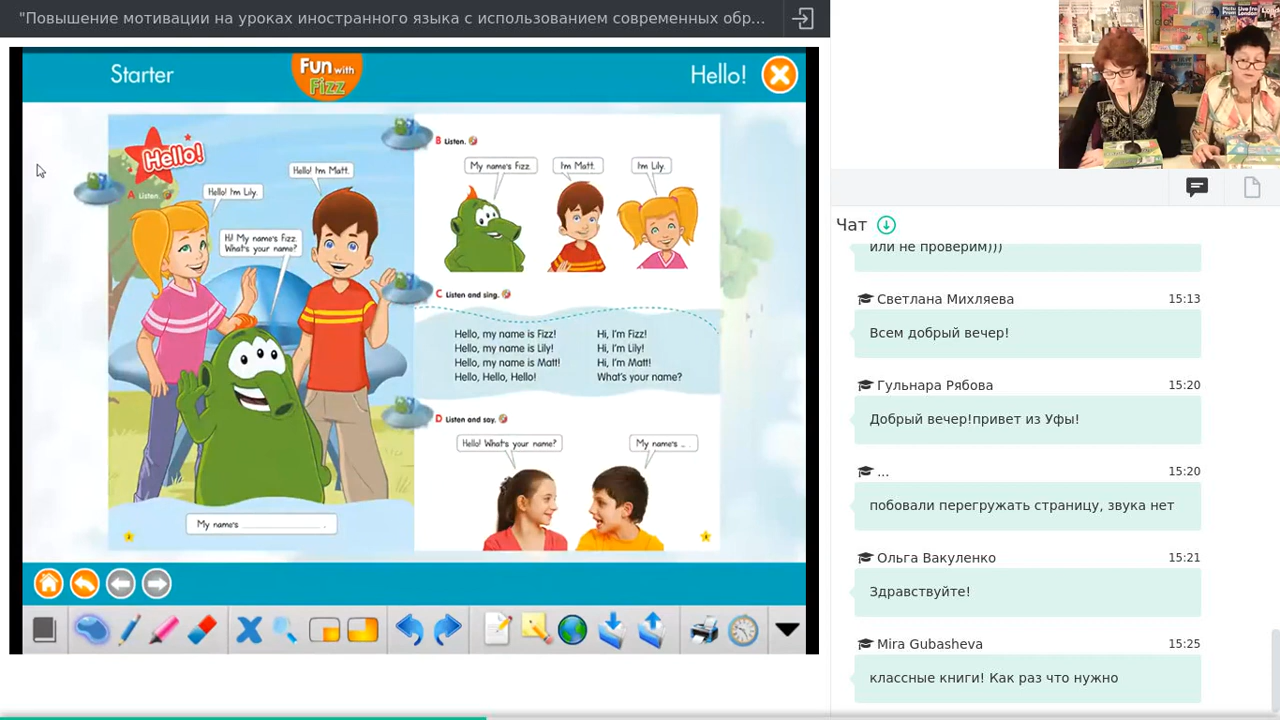 "Повышение мотивации на уроках иностранного языка с использованием современных обр...
Starter
Fun with
Fizz
Hello!
Hello!
A Listen.
Hello! I'm Lily.
Hello! I'm Matt.
Hi! My name's Fizz.
What's your name?
My name's ____________ .
B Listen.
My name's Fizz.
I'm Matt.
I'm Lily.
C Listen and sing.
Hello, my name is Fizz!
Hello, my name is Lily!
Hello, my name is Matt!
Hello, Hello, Hello!
Hi, I'm Fizz!
Hi, I'm Lily!
Hi, I'm Matt!
What's your name?
D Listen and say.
Hello! What's your name?
My name's ... .
Чат
или не проверим)))
Светлана Михляева 15:13
Всем добрый вечер!
Гульнара Рябова 15:20
Добрый вечер!привет из Уфы!
... 15:20
побовали перегружать страницу, звука нет
Ольга Вакуленко 15:21
Здравствуйте!
Mira Gubasheva 15:25
классные книги! Как раз что нужно